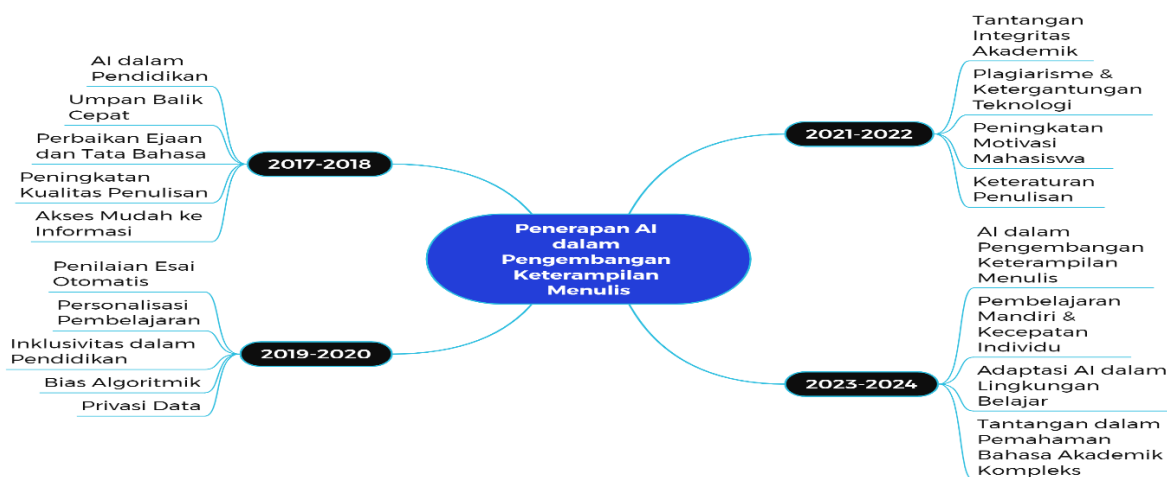 Penerapan AI
dalam
Pengembangan
Keterampilan
Menulis
2017-2018
AI dalam
Pendidikan
Umpan Balik
Cepat
Perbaikan Ejaan
dan Tata Bahasa
Peningkatan
Kualitas Penulisan
Akses Mudah ke
Informasi
2019-2020
Penilaian Esai
Otomatis
Personalisasi
Pembelajaran
Inklusivitas dalam
Pendidikan
Bias Algoritmik
Privasi Data
2021-2022
Tantangan
Integritas
Akademik
Plagiarisme &
Ketergantungan
Teknologi
Peningkatan
Motivasi
Mahasiswa
Keteraturan
Penulisan
2023-2024
AI dalam
Pengembangan
Keterampilan
Menulis
Pembelajaran
Mandiri &
Kecepatan
Individu
Adaptasi AI dalam
Lingkungan
Belajar
Tantangan dalam
Pemahaman
Bahasa Akademik
Kompleks